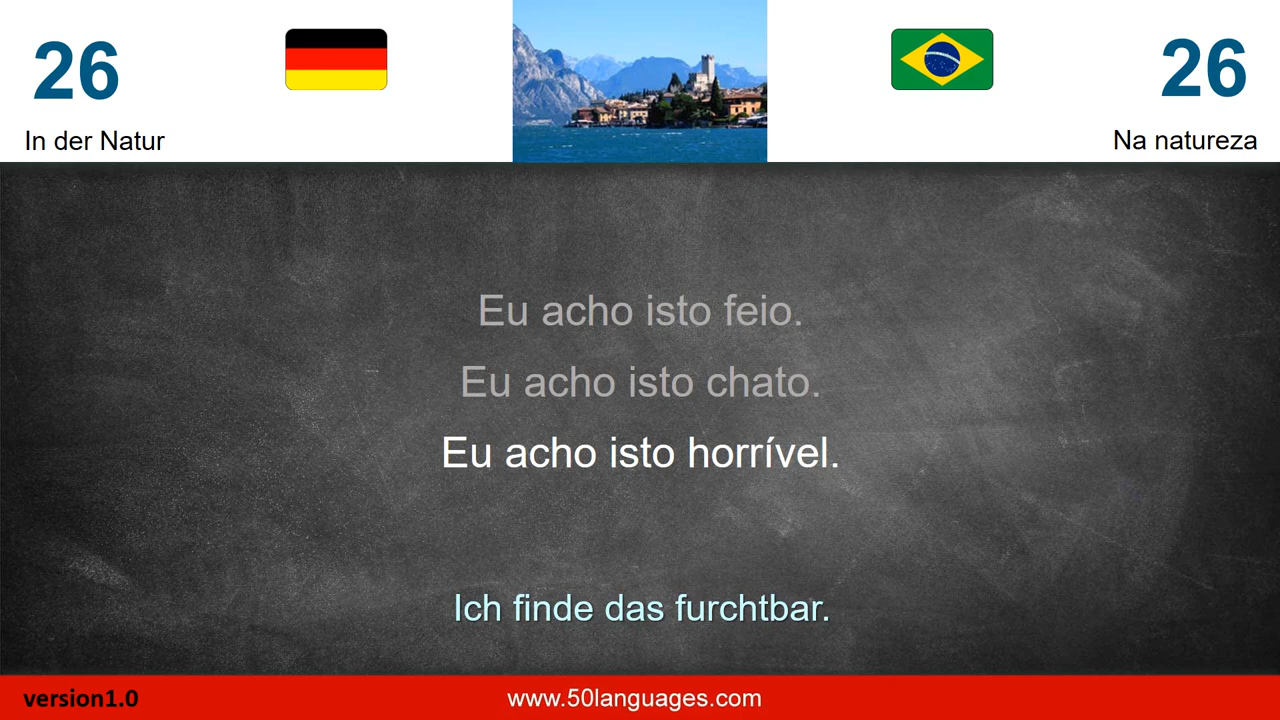 26
26
In der Natur
Na natureza
Eu acho isto feio.
Eu acho isto chato.
Eu acho isto horrível.
Ich finde das furchtbar.
version1.0
www.50languages.com